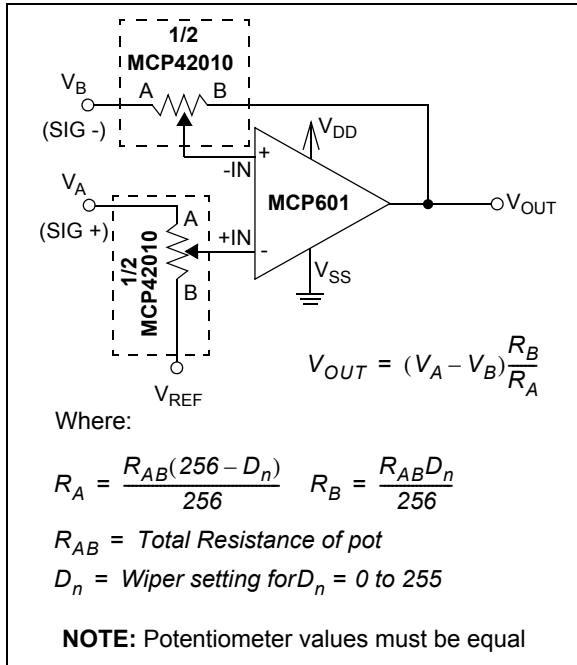 1/2
MCP42010
V_B
A
B
(SIG -)
V_DD
+
-IN
MCP601
V_A
V_OUT
(SIG +)
A
+IN
-
1/2
MCP42010
B
V_SS
V_REF
V_OUT = (V_A – V_B) R_B/R_A
Where:
R_A = R_AB(256 – D_n)/256 R_B = R_AB D_n/256
R_AB = Total Resistance of pot
D_n = Wiper setting forD_n = 0 to 255
NOTE: Potentiometer values must be equal